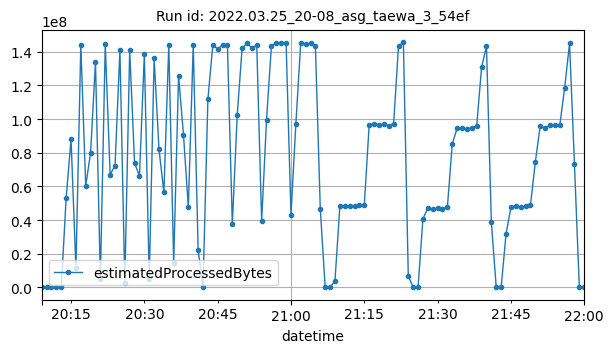 Run id: 2022.03.25_20-08_asg_taewa_3_54ef
1e8
1.4
1.2
1.0
0.8
0.6
0.4
0.2
0.0
estimatedProcessedBytes
20:15 20:30 20:45 21:00 21:15 21:30 21:45 22:00
datetime